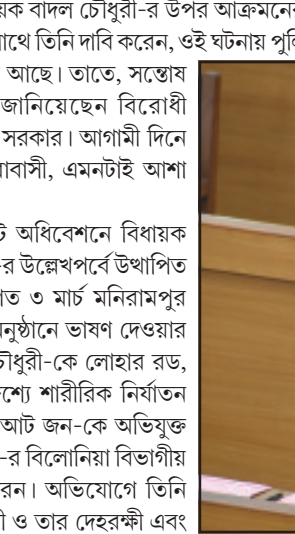 য়ক বাদল চৌধুরী-র উপর আক্রমনের
াথে তিনি দাবি করেন, ওই ঘটনায় পুলি
আছে। তাতে, সন্তোষ
জানিয়েছেন বিরোধী
সরকার। আগামী দিনে
াবাসী, এমনটাই আশা
ট অধিবেশনে বিধায়ক
-র উল্লেখপর্বে উত্থাপিত
ত ৩ মার্চ মনিরামপুর
নুষ্ঠানে ভাষণ দেওয়ার
চৌধুরী-কে লোহার রড,
দশ্যে শারীরিক নির্যাতন
আট জন-কে অভিযুক্ত
-র বিলোনিয়া বিভাগীয়
রন। অভিযোগে তিনি
ী ও তার দেহরক্ষী এবং